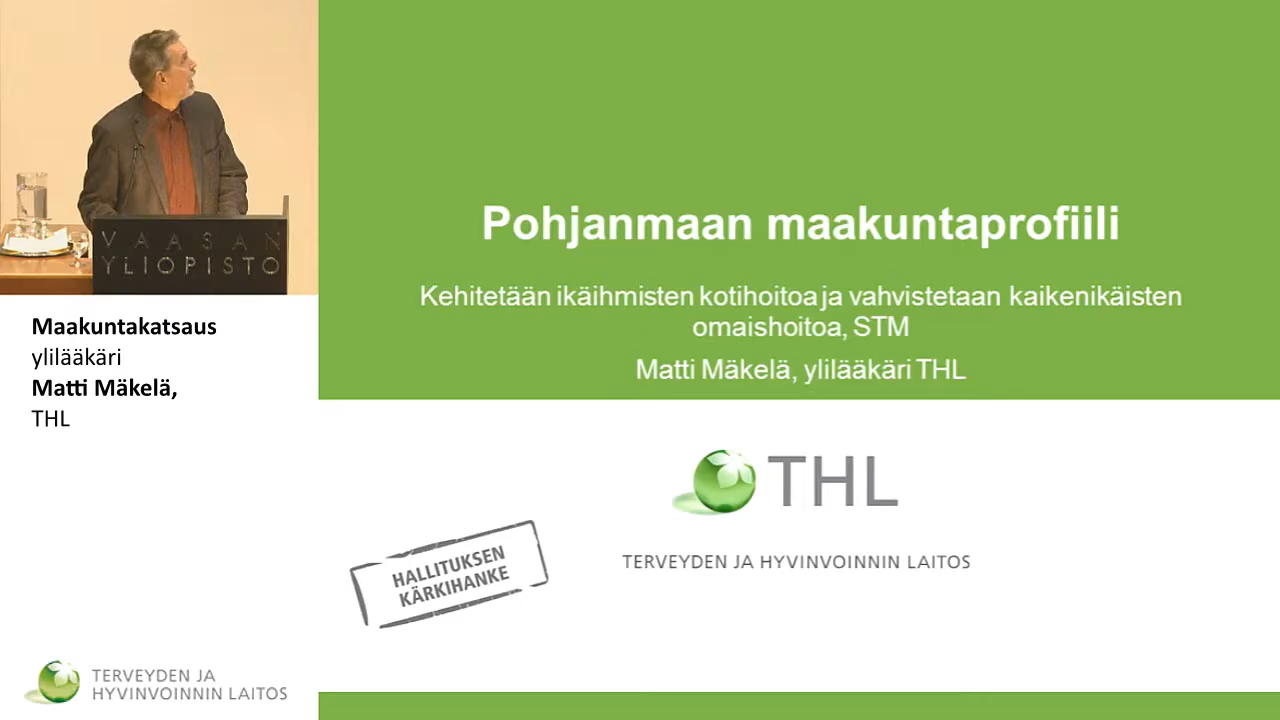 VAASAN
YLIOPISTO
Maakuntakatsaus
ylilääkäri
Matti Mäkelä,
THL
TERVEYDEN JA
HYVINVOINNIN LAITOS
Pohjanmaan maakuntaprofiili
Kehitetään ikäihmisten kotihoitoa ja vahvistetaan kaikenikäisten
omaishoitoa, STM
Matti Mäkelä, ylilääkäri THL
THL
TERVEYDEN JA HYVINVOINNIN LAITOS
HALLITUKSEN
KÄRKIHANKE